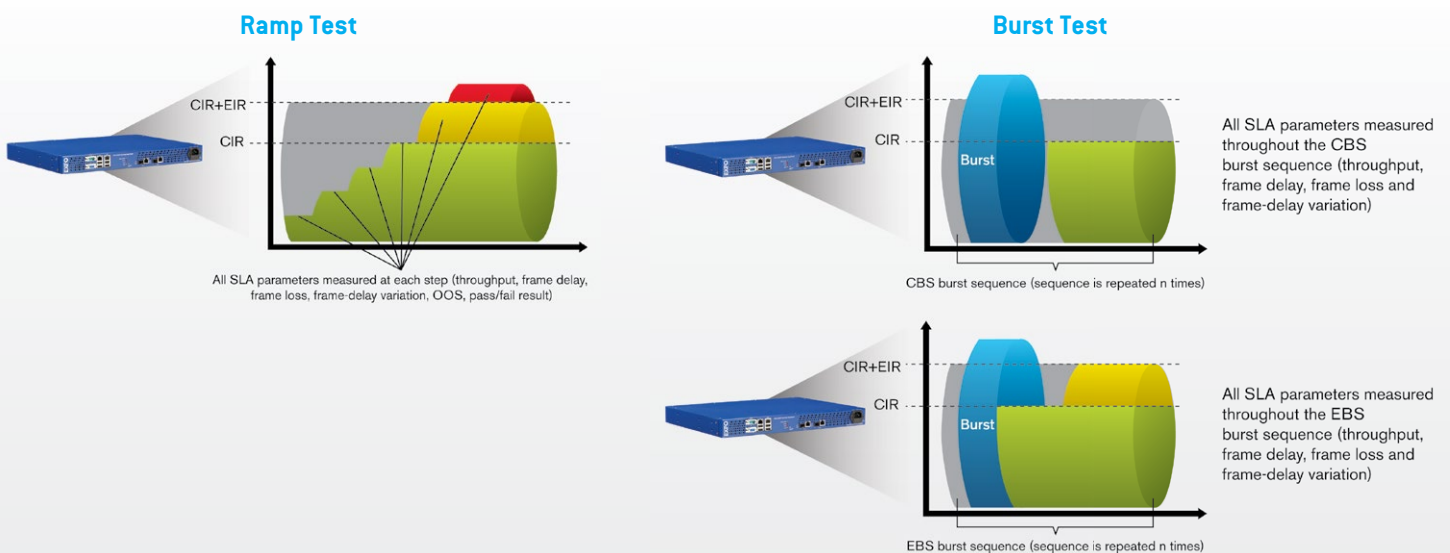 Ramp Test
CIR+EIR
CIR
All SLA parameters measured at each step (throughput, frame delay,
frame loss, frame-delay variation, OOS, pass/fail result)
Burst Test
CIR+EIR
CIR
Burst
CBS burst sequence (sequence is repeated n times)
All SLA parameters measured
throughout the CBS
burst sequence (throughput,
frame delay, frame loss and
frame-delay variation)
CIR+EIR
CIR
Burst
EBS burst sequence (sequence is repeated n times)
All SLA parameters measured
throughout the EBS
burst sequence (throughput,
frame delay, frame loss and
frame-delay variation)